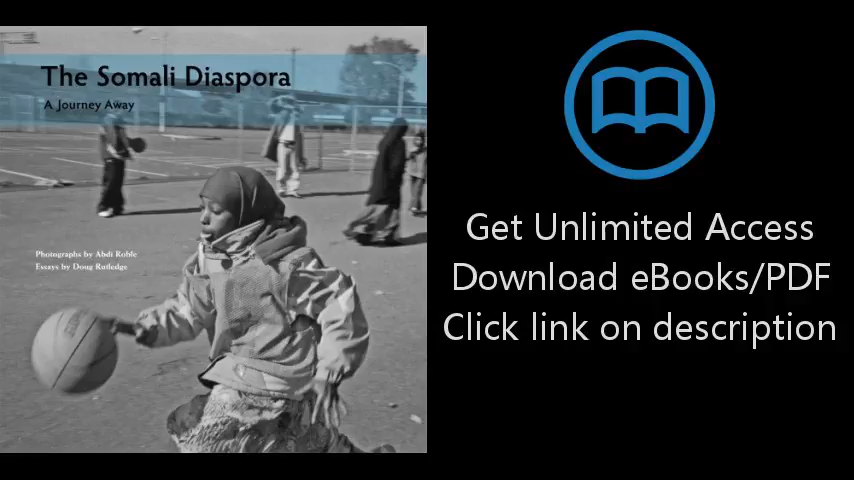 The Somali Diaspora
A Journey Away
Photographs by Abdi Roble
Essays by Doug Rutledge
Get Unlimited Access
Download eBooks/PDF
Click link on description